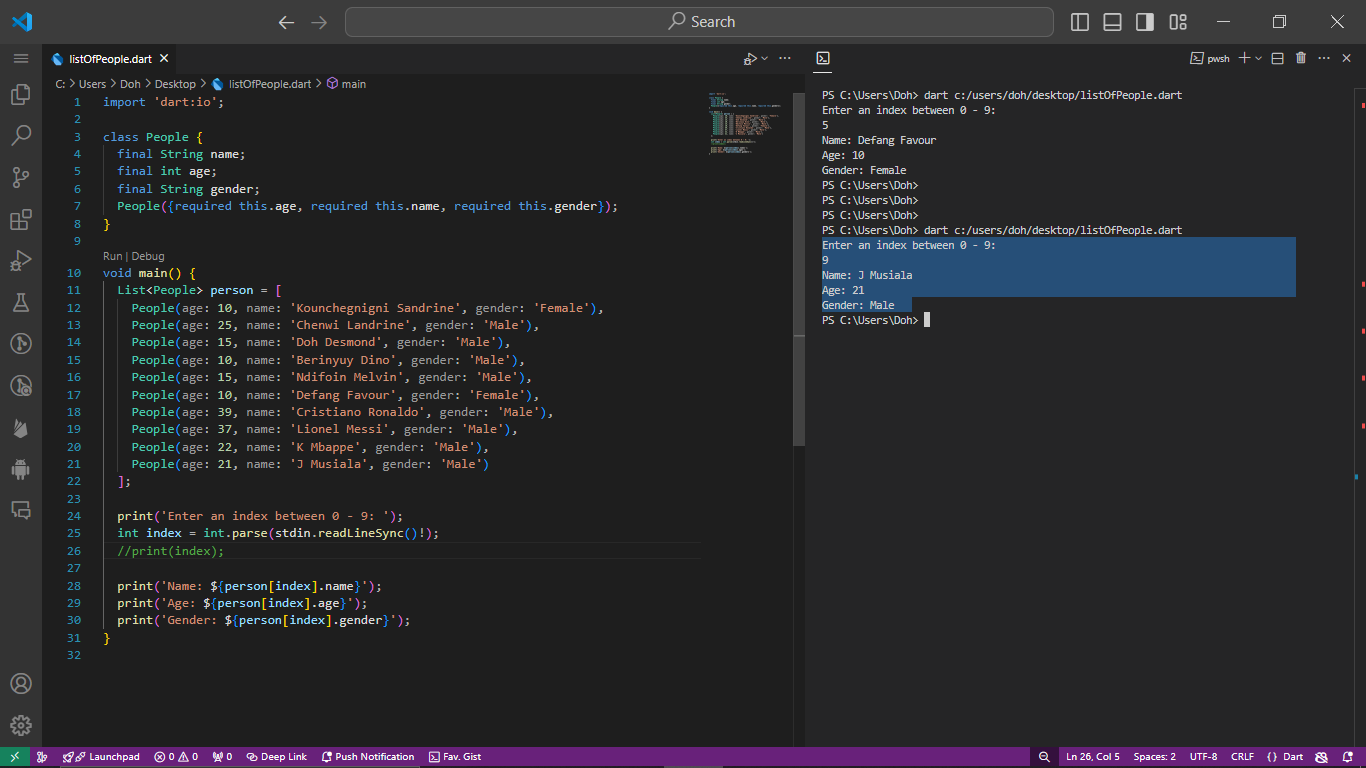 Search
listOfPeople.dart
C: > Users > Doh > Desktop > listOfPeople.dart > main
1 import 'dart:io';
2
3 class People {
4 final String name;
5 final int age;
6 final String gender;
7 People({required this.age, required this.name, required this.gender});
8 }
9
Run | Debug
10 void main() {
11 List<People> person = [
12 People(age: 10, name: 'Kounchegnigni Sandrine', gender: 'Female'),
13 People(age: 25, name: 'Chenwi Landrine', gender: 'Male'),
14 People(age: 15, name: 'Doh Desmond', gender: 'Male'),
15 People(age: 10, name: 'Berinyuy Dino', gender: 'Male'),
16 People(age: 15, name: 'Ndifoin Melvin', gender: 'Male'),
17 People(age: 10, name: 'Defang Favour', gender: 'Female'),
18 People(age: 39, name: 'Cristiano Ronaldo', gender: 'Male'),
19 People(age: 37, name: 'Lionel Messi', gender: 'Male'),
20 People(age: 22, name: 'K Mbappe', gender: 'Male'),
21 People(age: 21, name: 'J Musiala', gender: 'Male')
22 ];
23
24 print('Enter an index between 0 - 9: ');
25 int index = int.parse(stdin.readLineSync()!);
26 //print(index);
27
28 print('Name: ${person[index].name}');
29 print('Age: ${person[index].age}');
30 print('Gender: ${person[index].gender}');
31 }
32
pwsh
PS C:\Users\Doh> dart c:/users/doh/desktop/listOfPeople.dart
Enter an index between 0 - 9:
5
Name: Defang Favour
Age: 10
Gender: Female
PS C:\Users\Doh>
PS C:\Users\Doh>
PS C:\Users\Doh>
PS C:\Users\Doh> dart c:/users/doh/desktop/listOfPeople.dart
Enter an index between 0 - 9:
9
Name: J Musiala
Age: 21
Gender: Male
PS C:\Users\Doh>
Launchpad 0 0 0 Deep Link Push Notification Fav. Gist Ln 26, Col 5 Spaces: 2 UTF-8 CRLF {} Dart